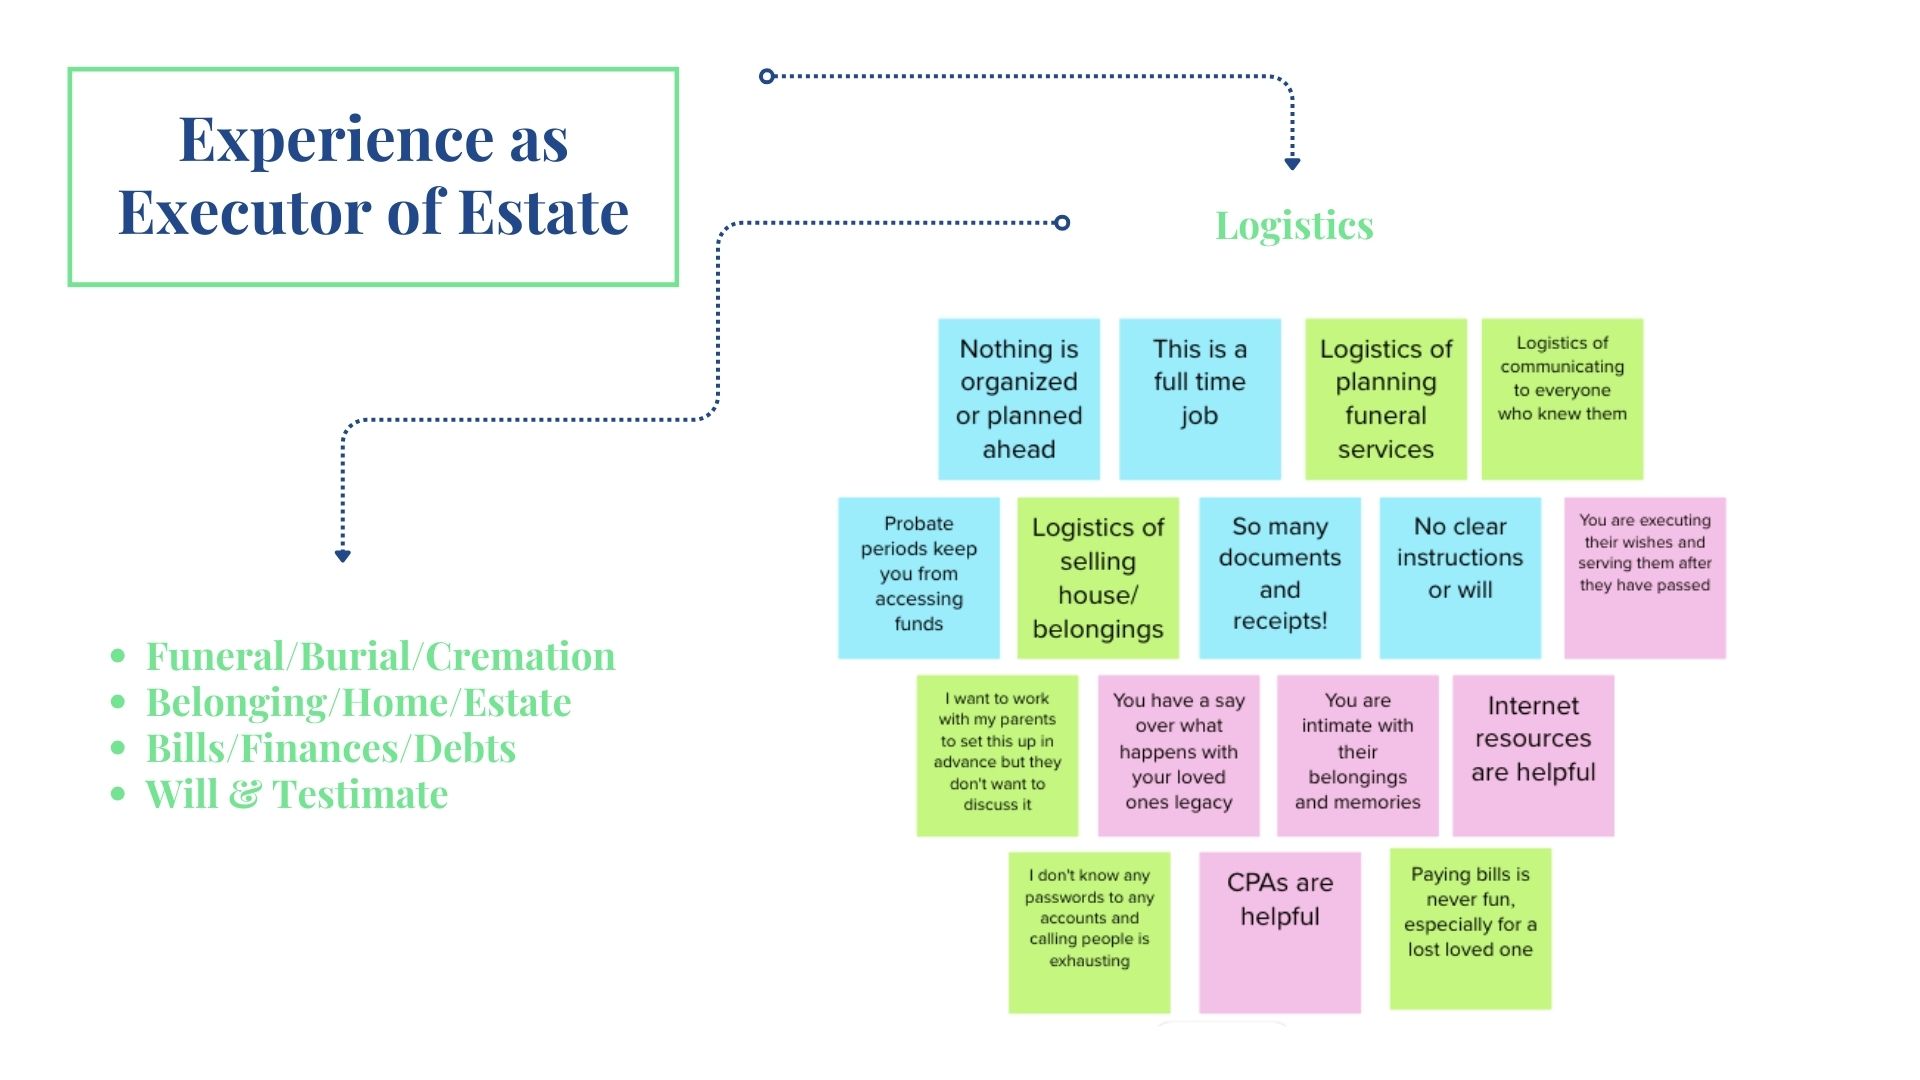 Experience as
Executor of Estate
Logistics
Nothing is
organized
or planned
ahead
This is a
full time
job
Logistics of
planning
funeral
services
Logistics of
communicating
to everyone
who knew them
Probate
periods keep
you from
accessing
funds
Logistics of
selling
house/
belongings
So many
documents
and
receipts!
No clear
instructions
or will
You are executing
their wishes and
serving them after
they have passed
• Funeral/Burial/Cremation
• Belonging/Home/Estate
• Bills/Finances/Debts
• Will & Testimate
I want to work
with my parents
to set this up in
advance but they
don't want to
discuss it
You have a say
over what
happens with
your loved
ones legacy
You are
intimate with
their
belongings
and memories
Internet
resources
are helpful
I don't know any
passwords to any
accounts and
calling people is
exhausting
CPAs are
helpful
Paying bills is
never fun,
especially for a
lost loved one